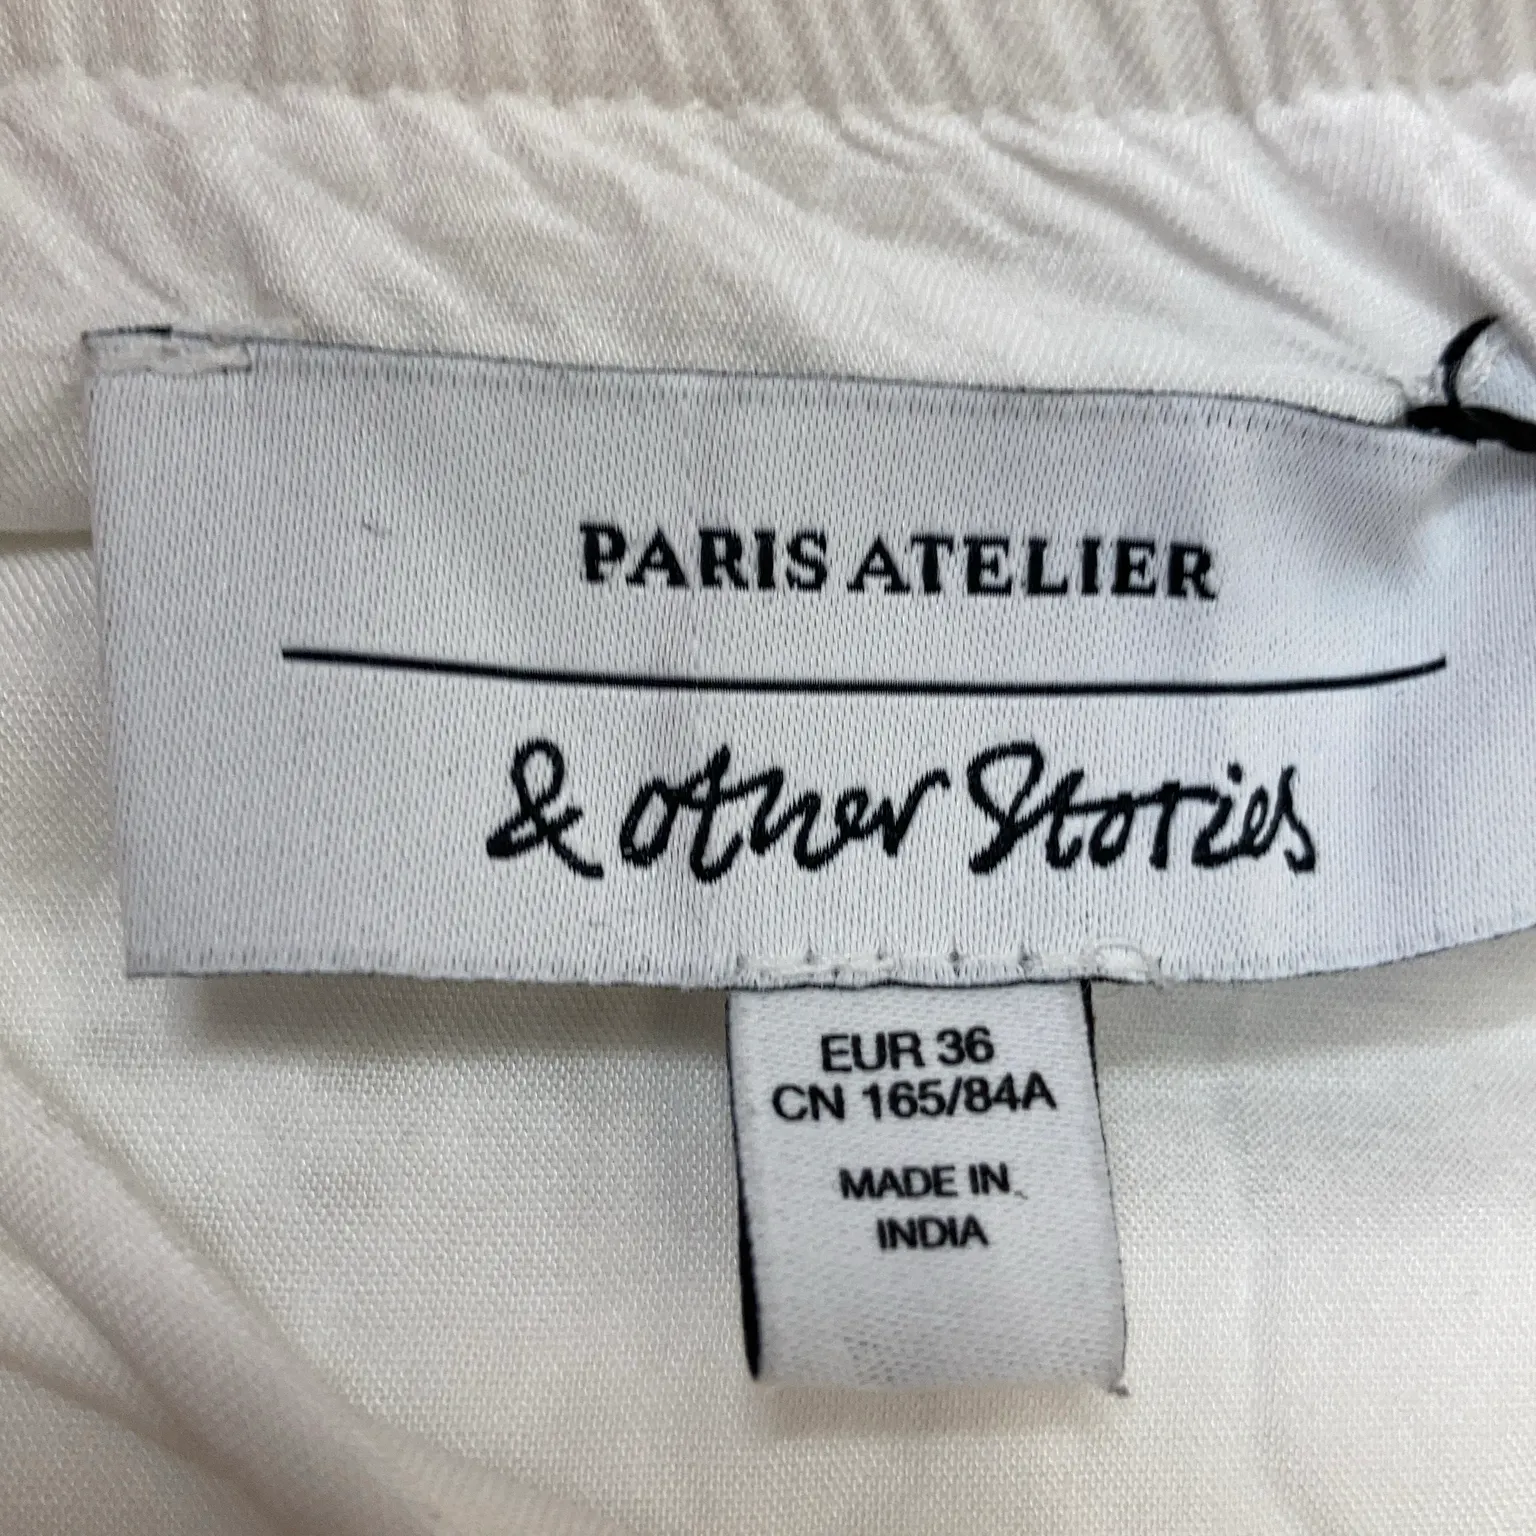 PARIS ATELIER
& other Stories
EUR 36
CN 165/84A
MADE IN
INDIA